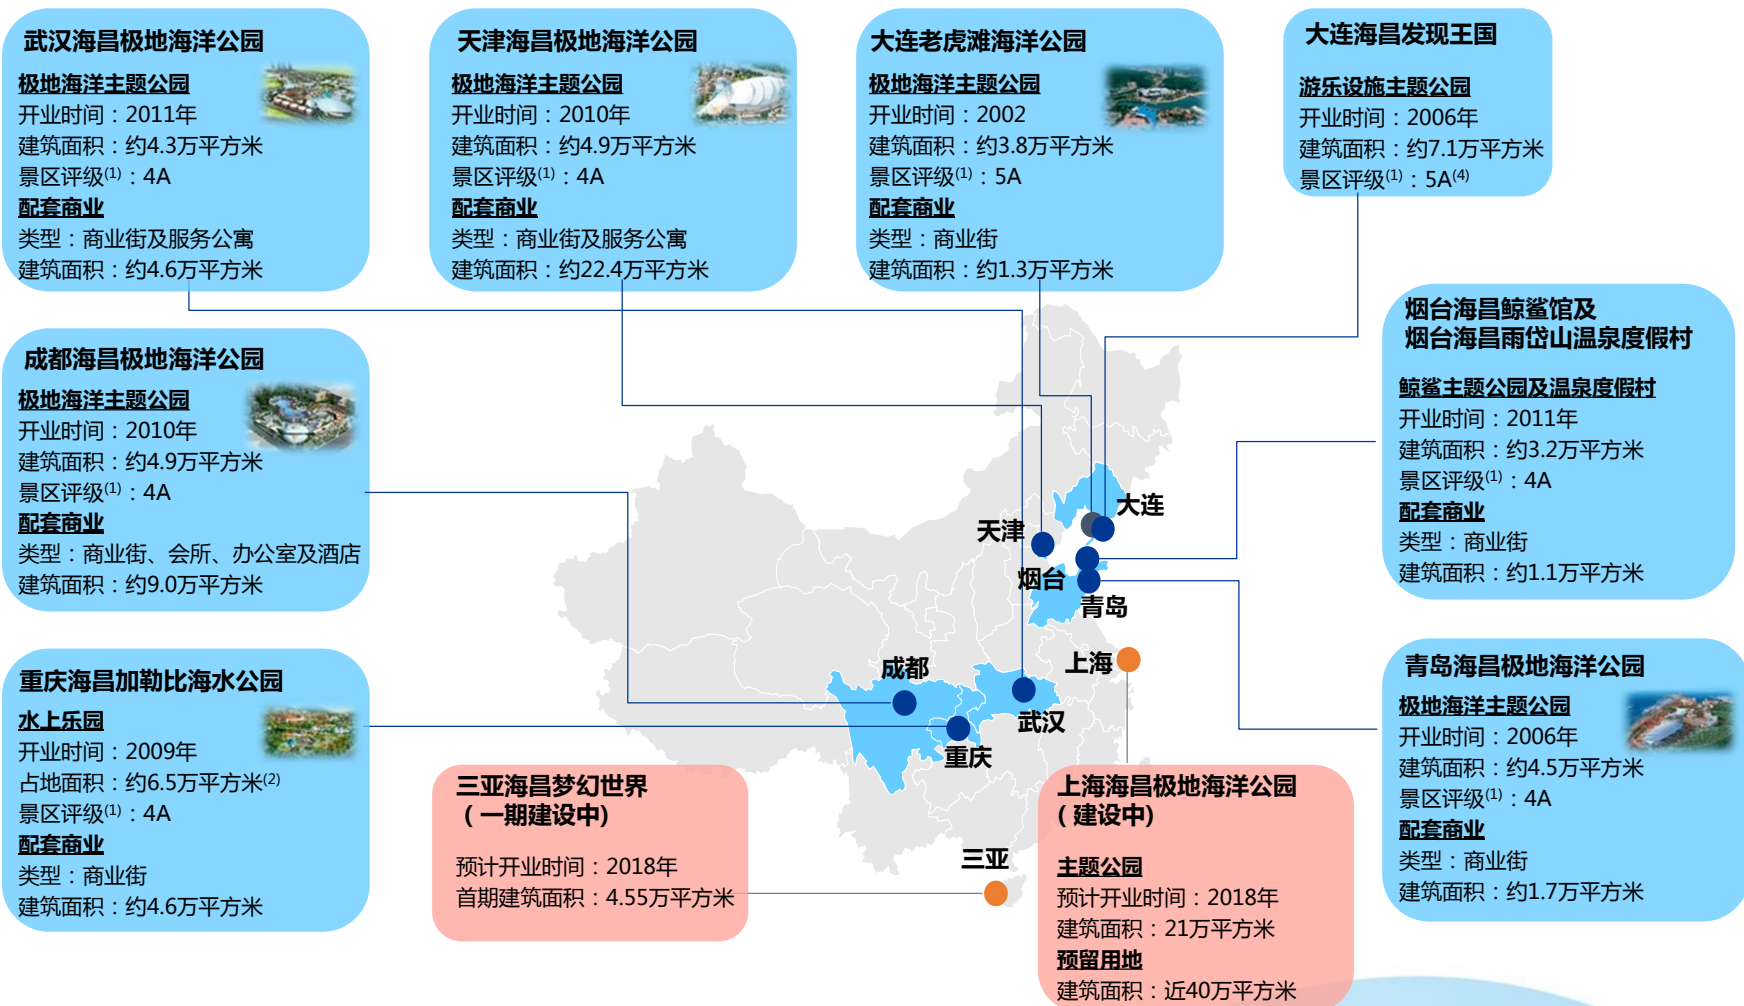 武汉海昌极地海洋公园
极地海洋主题公园
开业时间：2011年
建筑面积：约4.3万平方米
景区评级(1)：4A
配套商业
类型：商业街及服务公寓
建筑面积：约4.6万平方米
天津海昌极地海洋公园
极地海洋主题公园
开业时间：2010年
建筑面积：约4.9万平方米
景区评级(1)：4A
配套商业
类型：商业街及服务公寓
建筑面积：约22.4万平方米
大连老虎滩海洋公园
极地海洋主题公园
开业时间：2002
建筑面积：约3.8万平方米
景区评级(1)：5A
配套商业
类型：商业街
建筑面积：约1.3万平方米
大连海昌发现王国
游乐设施主题公园
开业时间：2006年
建筑面积：约7.1万平方米
景区评级(1)：5A(4)
成都海昌极地海洋公园
极地海洋主题公园
开业时间：2010年
建筑面积：约4.9万平方米
景区评级(1)：4A
配套商业
类型：商业街、会所、办公室及酒店
建筑面积：约9.0万平方米
烟台海昌鲸鲨馆及
烟台海昌雨岱山温泉度假村
鲸鲨主题公园及温泉度假村
开业时间：2011年
建筑面积：约3.2万平方米
景区评级(1)：4A
配套商业
类型：商业街
建筑面积：约1.1万平方米
大连
天津
烟台
青岛
上海
成都
武汉
重庆
三亚
重庆海昌加勒比海水公园
水上乐园
开业时间：2009年
占地面积：约6.5万平方米(2)
景区评级(1)：4A
配套商业
类型：商业街
建筑面积：约4.6万平方米
三亚海昌梦幻世界
（一期建设中)
预计开业时间：2018年
首期建筑面积：4.55万平方米
上海海昌极地海洋公园
(建设中)
主题公园
预计开业时间：2018年
建筑面积：21万平方米
预留用地
建筑面积：近40万平方米
青岛海昌极地海洋公园
极地海洋主题公园
开业时间：2006年
建筑面积：约4.5万平方米
景区评级(1)：4A
配套商业
类型：商业街
建筑面积：约1.7万平方米